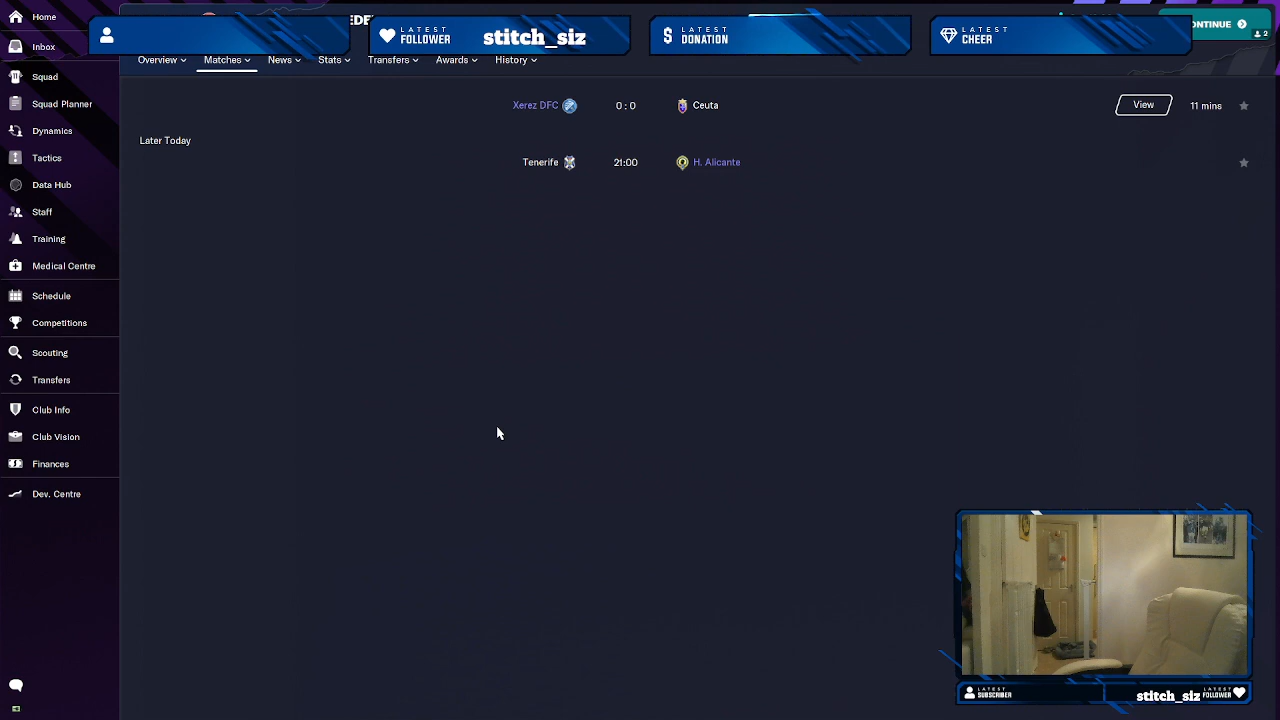 Home
EDE
CONTINUE
2
LATEST FOLLOWER stitch_siz
LATEST DONATION
LATEST CHEER
Inbox
Overview Matches News Stats Transfers Awards History
Squad
Squad Planner
Dynamics
Tactics
Data Hub
Staff
Training
Medical Centre
Schedule
Competitions
Scouting
Transfers
Club Info
Club Vision
Finances
Dev. Centre
Xerez DFC 0 : 0 Ceuta View 11 mins
Later Today
Tenerife 21:00 H. Alicante
LATEST SUBSCRIBER
stitch_siz LATEST FOLLOWER